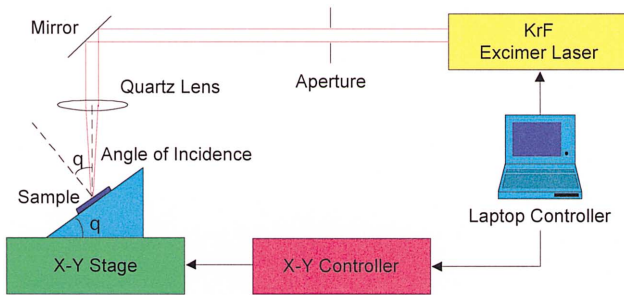 Mirror
KrF
Excimer Laser
Aperture
Quartz Lens
q
Angle of Incidence
Sample
q
Laptop Controller
X-Y Stage
X-Y Controller